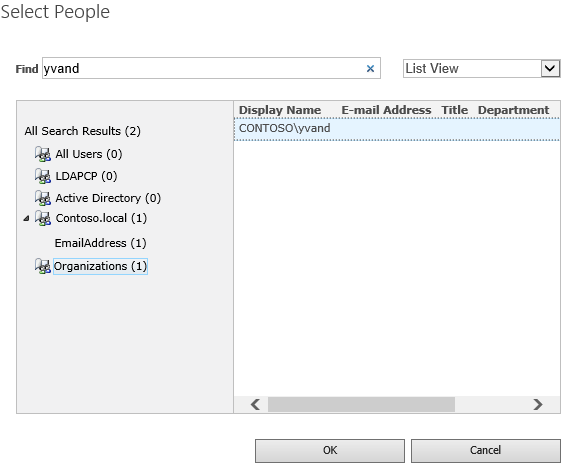 Select People
Find yvand × List View
All Search Results (2)
All Users (0)
LDAPCP (0)
Active Directory (0)
Contoso.local (1)
EmailAddress (1)
Organizations (1)
Display Name E-mail Address Title Department
CONTOSO\yvand
OK Cancel